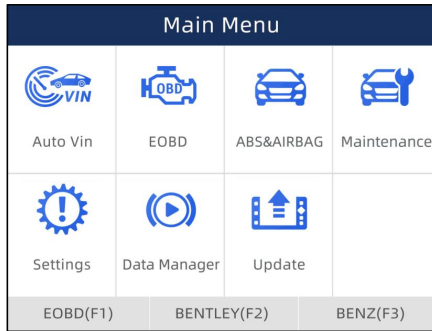 Main Menu
VIN
OBD
Auto Vin
EOBD
ABS&AIRBAG
Maintenance
Settings
Data Manager
Update
EOBD(F1)
BENTLEY(F2)
BENZ(F3)